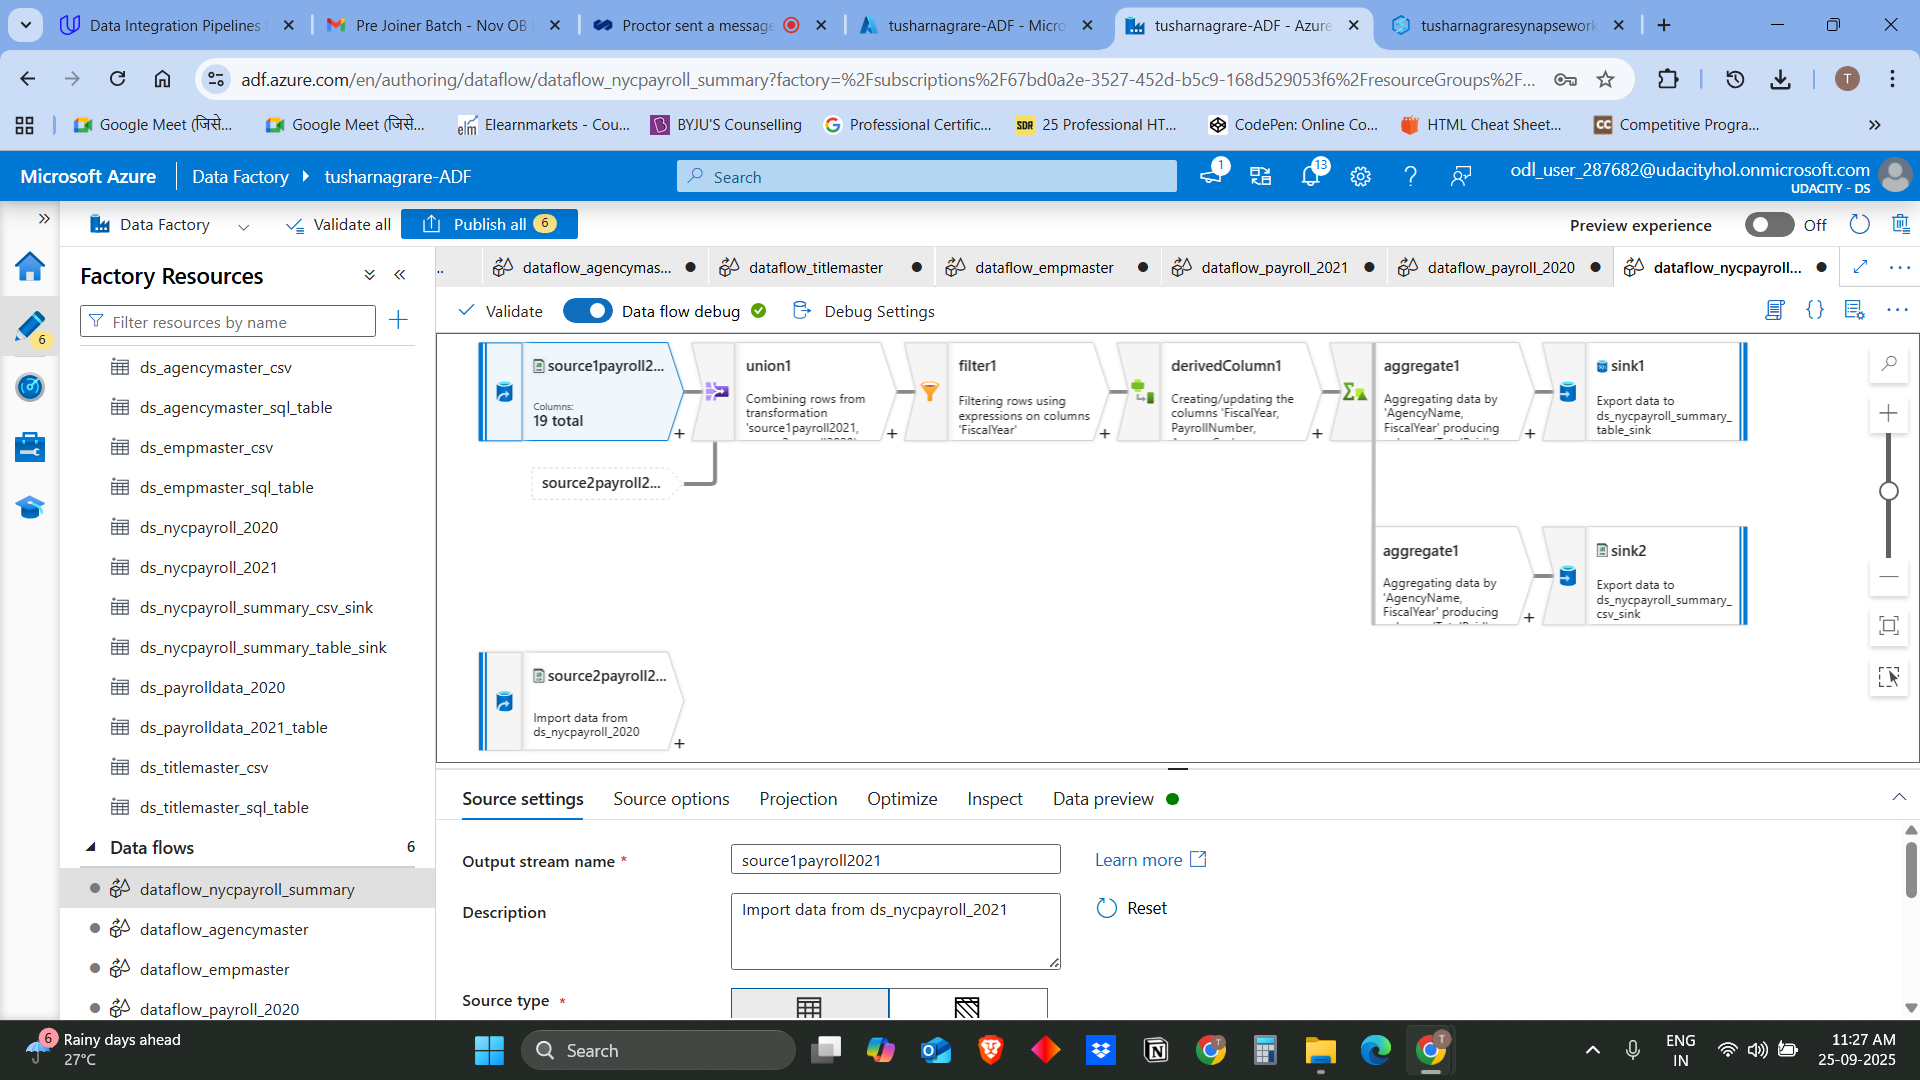 Data Integration Pipelines
Pre Joiner Batch - Nov OB
Proctor sent a message
tusharnagrare-ADF - Micro
tusharnagrare-ADF - Azure
tusharnagraresynapsework
adf.azure.com/en/authoring/dataflow/dataflow_nycpayroll_summary?factory=%2Fsubscriptions%2F67bd0a2e-3527-452d-b5c9-168d529053f6%2FresourceGroups%2F...
T
Google Meet (जिसे...
Google Meet (जिसे...
Elearnmarkets - Cou...
BYJU'S Counselling
Professional Certific...
25 Professional HT...
CodePen: Online Co...
HTML Cheat Sheet...
Competitive Progra...
Microsoft Azure
Data Factory
tusharnagrare-ADF
Search
1
13
odl_user_287682@udacityhol.onmicrosoft.com
UDACITY - DS
Data Factory
Validate all
Publish all 6
Preview experience
Off
Factory Resources
Filter resources by name
6
ds_agencymaster_csv
ds_agencymaster_sql_table
ds_empmaster_csv
ds_empmaster_sql_table
ds_nycpayroll_2020
ds_nycpayroll_2021
ds_nycpayroll_summary_csv_sink
ds_nycpayroll_summary_table_sink
ds_payrolldata_2020
ds_payrolldata_2021_table
ds_titlemaster_csv
ds_titlemaster_sql_table
Data flows 6
dataflow_nycpayroll_summary
dataflow_agencymaster
dataflow_empmaster
dataflow_payroll_2020
..
dataflow_agencymas...
dataflow_titlemaster
dataflow_empmaster
dataflow_payroll_2021
dataflow_payroll_2020
dataflow_nycpayroll...
Validate
Data flow debug
Debug Settings
source1payroll2...
Columns:
19 total
union1
Combining rows from
transformation
'source1payroll2021,
filter1
Filtering rows using
expressions on columns
'FiscalYear'
derivedColumn1
Creating/updating the
columns 'FiscalYear,
PayrollNumber,
aggregate1
Aggregating data by
'AgencyName,
FiscalYear' producing
sink1
Export data to
ds_nycpayroll_summary_
table_sink
source2payroll2...
aggregate1
Aggregating data by
'AgencyName,
FiscalYear' producing
sink2
Export data to
ds_nycpayroll_summary_
csv_sink
source2payroll2...
Import data from
ds_nycpayroll_2020
Source settings
Source options
Projection
Optimize
Inspect
Data preview
Output stream name *
source1payroll2021
Learn more
Description
Import data from ds_nycpayroll_2021
Reset
Source type *
6
Rainy days ahead
27°C
Search
ENG
IN
11:27 AM
25-09-2025